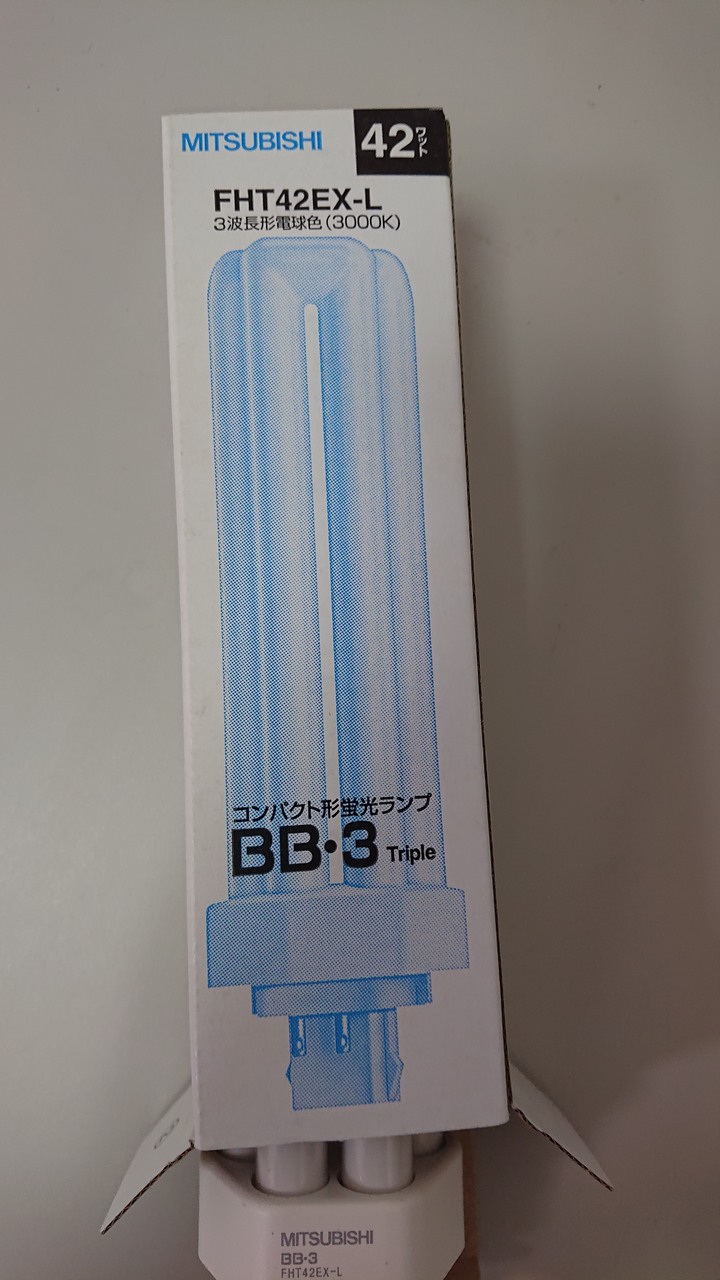 MITSUBISHI
42ワット
FHT42EX-L
3波長形電球色(3000K)
コンパクト形蛍光ランプ
BB・3 Triple
MITSUBISHI
BB・3
FHT42EX-L